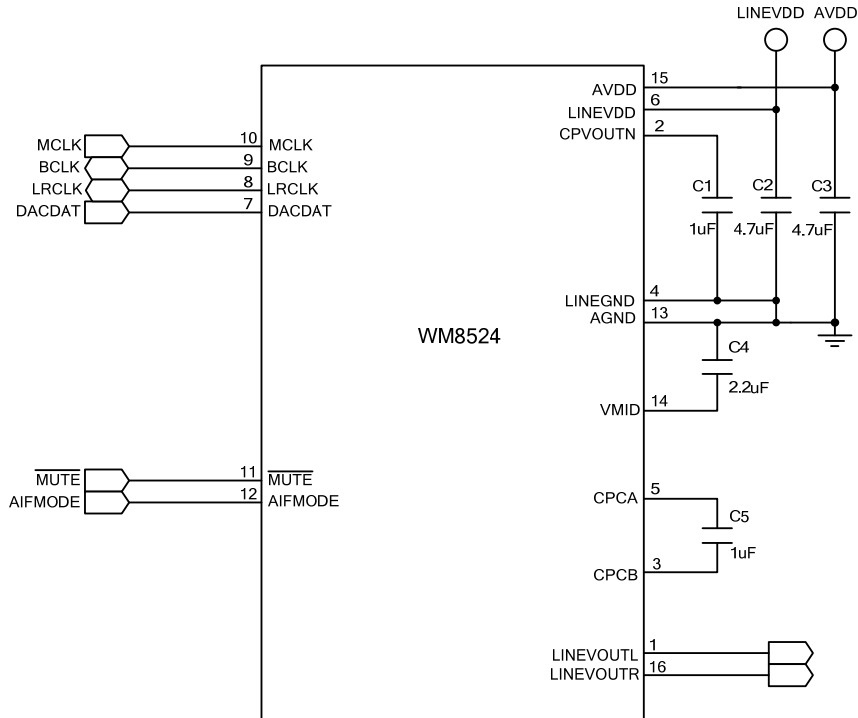 LINEVDD AVDD
AVDD 15
LINEVDD 6
CPVOUTN 2
MCLK 10 MCLK
BCLK 9 BCLK
LRCLK 8 LRCLK
DACDAT 7 DACDAT
C1 C2 C3
1uF 4.7uF 4.7uF
LINEGND 4
AGND 13
WM8524
C4
2.2uF
VMID 14
MUTE 11 MUTE
AIFMODE 12 AIFMODE
CPCA 5
C5
1uF
CPCB 3
LINEVOUTL 1
LINEVOUTR 16